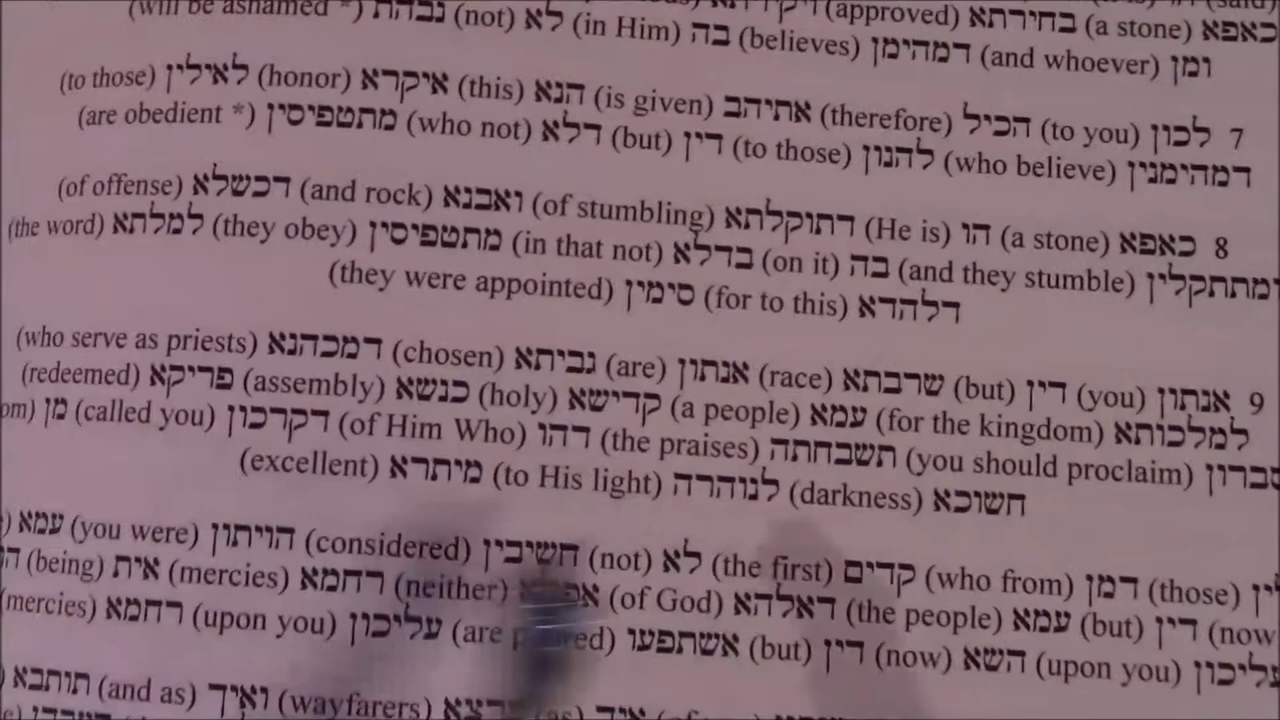 כאפא (a stone) בחירתא (approved)
ומן (and whoever) דמהימן (believes) בה (in Him) לא (not) נבהת (will be ashamed *)
7 לכון (to you) הכיל (therefore) אתיהב (is given) הנא (this) איקרא (honor) לאילין (to those)
דמהימנין (who believe) להנון (to those) דין (but) דלא (who not) מתטפיסין (are obedient *)
8 כאפא (a stone) הו (He is) דתוקלתא (of stumbling) ואבנא (and rock) דכשלא (of offense)
ומתתקלין (and they stumble) בה (on it) בדלא (in that not) מתטפיסין (they obey) למלתא (the word)
דלהדא (for to this) סימין (they were appointed)
9 אנתון (you) דין (but) שרבתא (race) אנתון (are) גביתא (chosen) דמכהנא (who serve as priests)
למלכותא (for the kingdom) עמא (a people) קדישא (holy) כנשא (assembly) פריקא (redeemed)
(you should proclaim) תשבחתה (the praises) דהו (of Him Who) דקרכון (called you) מן
חשוכא (darkness) לנוהרה (to His light) מיתרא (excellent)
(those) דמן (who from) קדים (the first) לא (not) חשיבין (considered) הויתון (you were) עמא
(now) דין (but) עמא (the people) דאלהא (of God) (neither) רחמא (mercies) אית (being)
עליכון (upon you) השא (now) דין (but) אשתפעו (are) עליכון (upon you) רחמא (mercies)
(wayfarers) ואיך (and as) תותבא